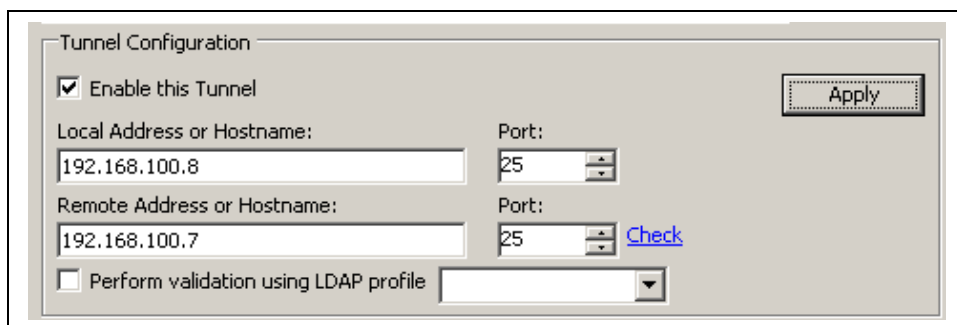 Tunnel Configuration
Enable this Tunnel
Apply
Local Address or Hostname: Port:
192.168.100.8 25
Remote Address or Hostname: Port:
192.168.100.7 25 Check
Perform validation using LDAP profile